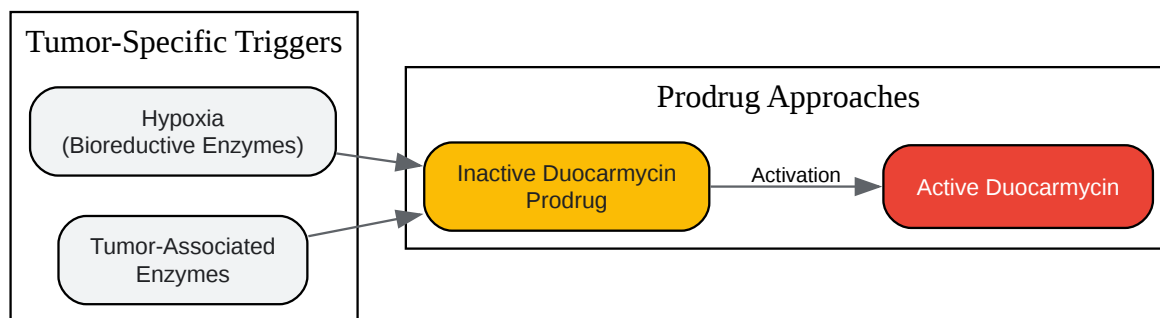 Tumor-Specific Triggers
Hypoxia
(Bioreductive Enzymes)
Tumor-Associated
Enzymes
Prodrug Approaches
Inactive Duocarmycin
Prodrug
Activation
Active Duocarmycin